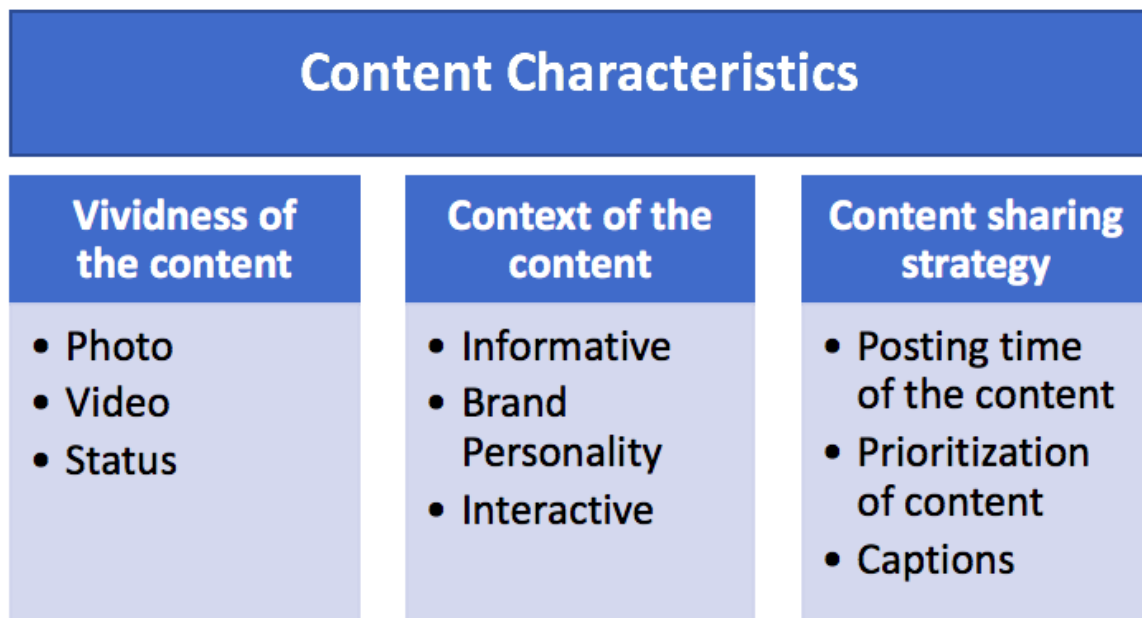 Content Characteristics
Vividness of
the content
• Photo
• Video
• Status
Context of the
content
• Informative
• Brand
Personality
• Interactive
Content sharing
strategy
• Posting time
of the content
• Prioritization
of content
• Captions